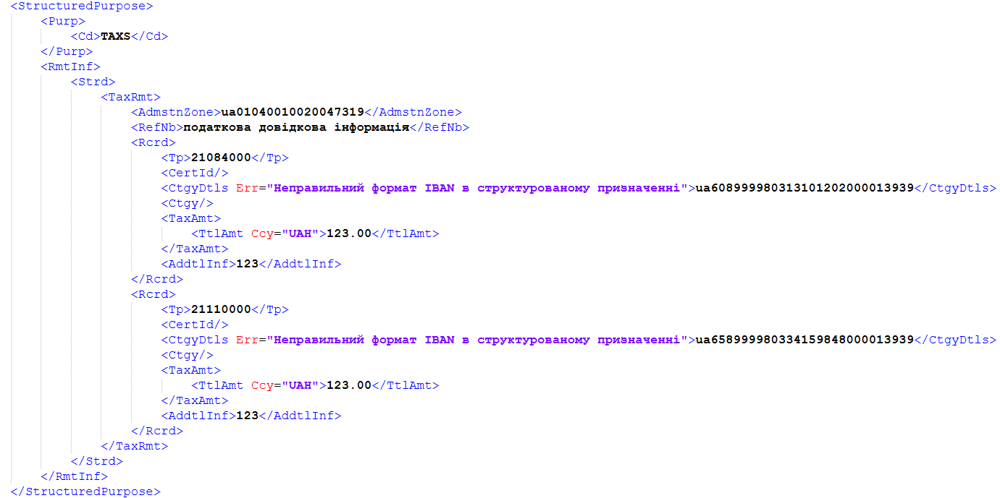 <StructuredPurpose>
<Purp>
<Cd>TAXS</Cd>
</Purp>
<RmtInf>
<Strd>
<TaxRmt>
<AdmstnZone>ua01040010020047319</AdmstnZone>
<RefNb>податкова довідкова інформація</RefNb>
<Rcrd>
<Tp>21084000</Tp>
<CertId/>
<CtgyDtls Err="Неправильний формат IBAN в структурованому призначенні">ua608999980313101202000013939</CtgyDtls>
<Ctgy/>
<TaxAmt>
<TtlAmt Ccy="UAH">123.00</TtlAmt>
</TaxAmt>
<AddtlInf>123</AddtlInf>
</Rcrd>
<Rcrd>
<Tp>21110000</Tp>
<CertId/>
<CtgyDtls Err="Неправильний формат IBAN в структурованому призначенні">ua658999980334159848000013939</CtgyDtls>
<Ctgy/>
<TaxAmt>
<TtlAmt Ccy="UAH">123.00</TtlAmt>
</TaxAmt>
<AddtlInf>123</AddtlInf>
</Rcrd>
</TaxRmt>
</Strd>
</RmtInf>
</StructuredPurpose>